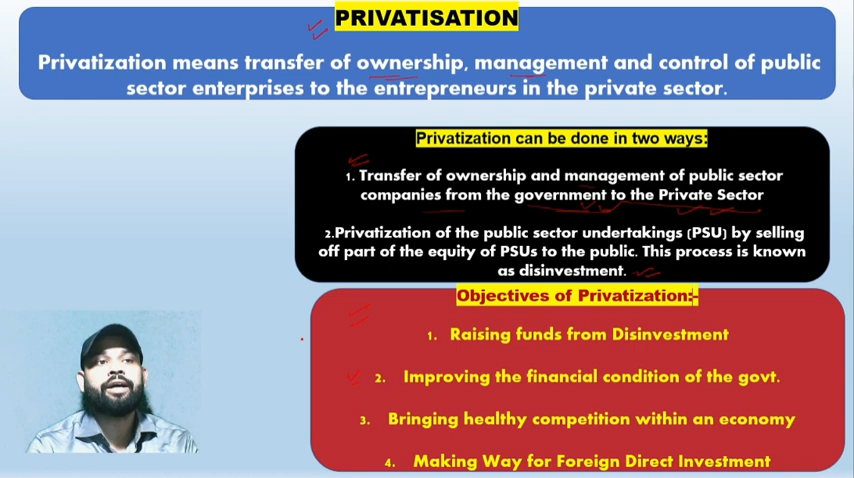 PRIVATISATION
Privatization means transfer of ownership, management and control of public
sector enterprises to the entrepreneurs in the private sector.
Privatization can be done in two ways:
1. Transfer of ownership and management of public sector
companies from the government to the Private Sector
2.Privatization of the public sector undertakings (PSU) by selling
off part of the equity of PSUs to the public. This process is known
as disinvestment.
Objectives of Privatization:-
1. Raising funds from Disinvestment
2. Improving the financial condition of the govt.
3. Bringing healthy competition within an economy
4. Making Way for Foreign Direct Investment